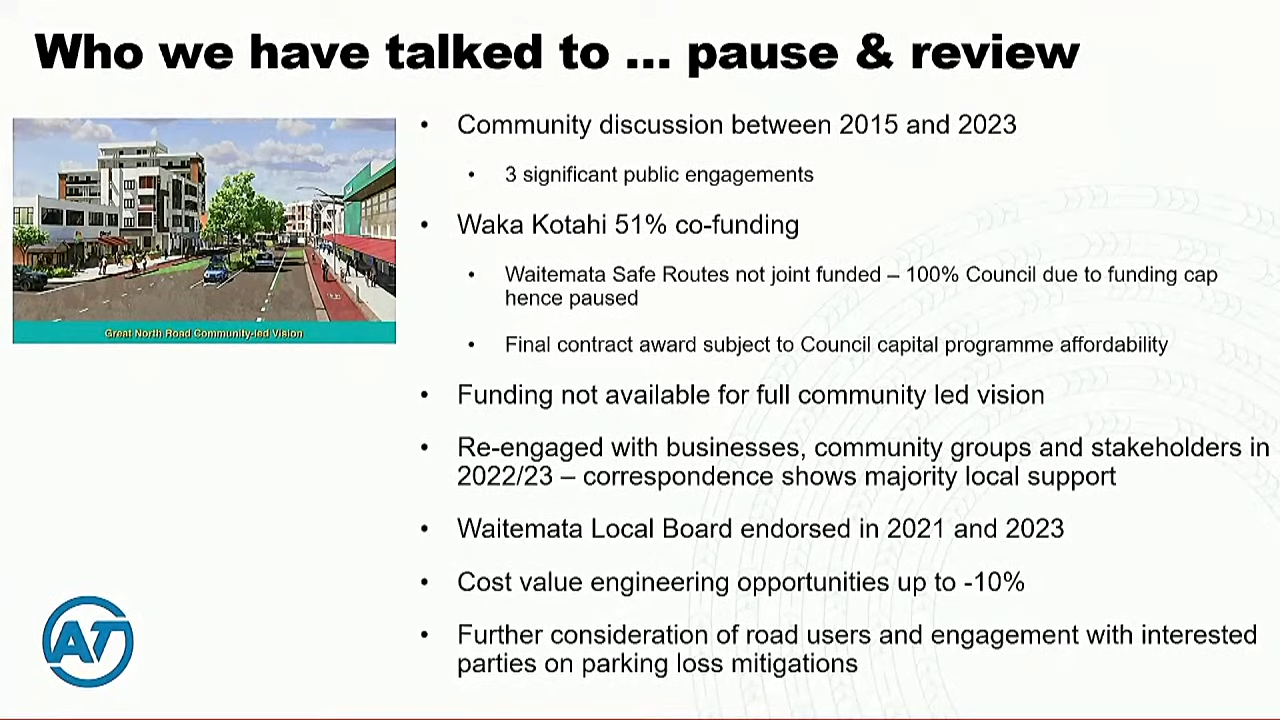 Who we have talked to ... pause & review
• Community discussion between 2015 and 2023
• 3 significant public engagements
• Waka Kotahi 51% co-funding
• Waitemata Safe Routes not joint funded – 100% Council due to funding cap
hence paused
• Final contract award subject to Council capital programme affordability
• Funding not available for full community led vision
• Re-engaged with businesses, community groups and stakeholders in
2022/23 – correspondence shows majority local support
• Waitemata Local Board endorsed in 2021 and 2023
• Cost value engineering opportunities up to -10%
• Further consideration of road users and engagement with interested
parties on parking loss mitigations
Great North Road Community-led Vision
AT